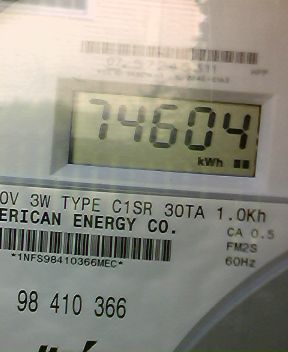 74604
kWh
0V 3W TYPE C1SR 30TA 1.0Kh
ERICAN ENERGY CO.
CA 0.5
FM2S
*1NFS98410366MEC*
60Hz
98 410 366